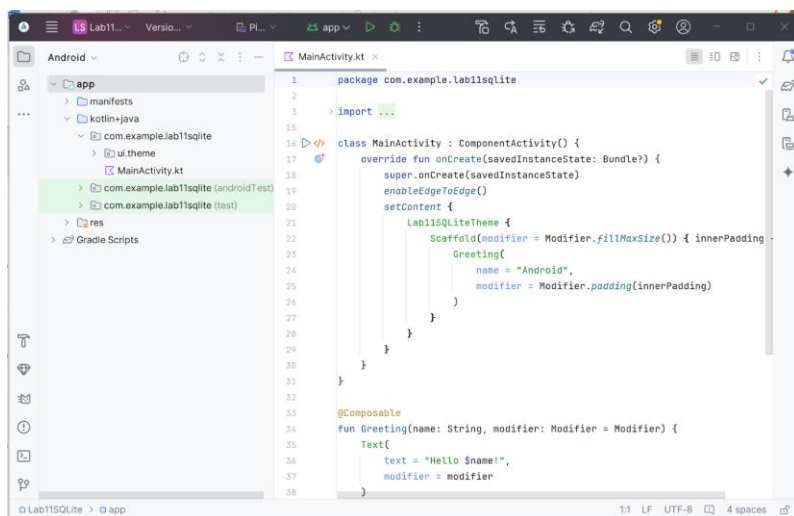 LS Lab11... Versio... Pi... app
Android
MainActivity.kt
app
manifests
kotlin+java
com.example.lab11sqlite
ui.theme
MainActivity.kt
com.example.lab11sqlite (androidTest)
com.example.lab11sqlite (test)
res
Gradle Scripts
1 package com.example.lab11sqlite
2
3 import ...
15
16 class MainActivity : ComponentActivity() {
17 override fun onCreate(savedInstanceState: Bundle?) {
18 super.onCreate(savedInstanceState)
19 enableEdgeToEdge()
20 setContent {
21 Lab11SQLiteTheme {
22 Scaffold(modifier = Modifier.fillMaxSize()) { innerPadding -
23 Greeting(
24 name = "Android",
25 modifier = Modifier.padding(innerPadding)
26 )
27 }
28 }
29 }
30 }
31 }
32
33 @Composable
34 fun Greeting(name: String, modifier: Modifier = Modifier) {
35 Text(
36 text = "Hello $name!",
37 modifier = modifier
38 )
Lab11SQLite > app 1:1 LF UTF-8 4 spaces